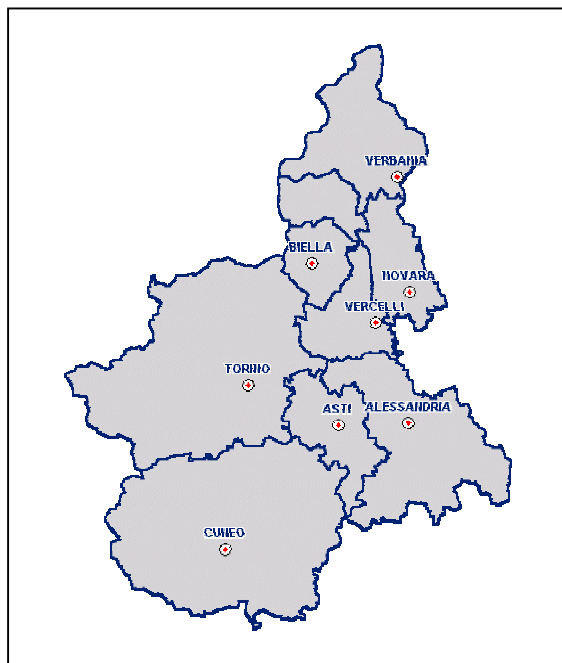 VERBANIA
BIELLA
NOVARA
VERCELLI
TORINO
ASTI
ALESSANDRIA
CUNEO